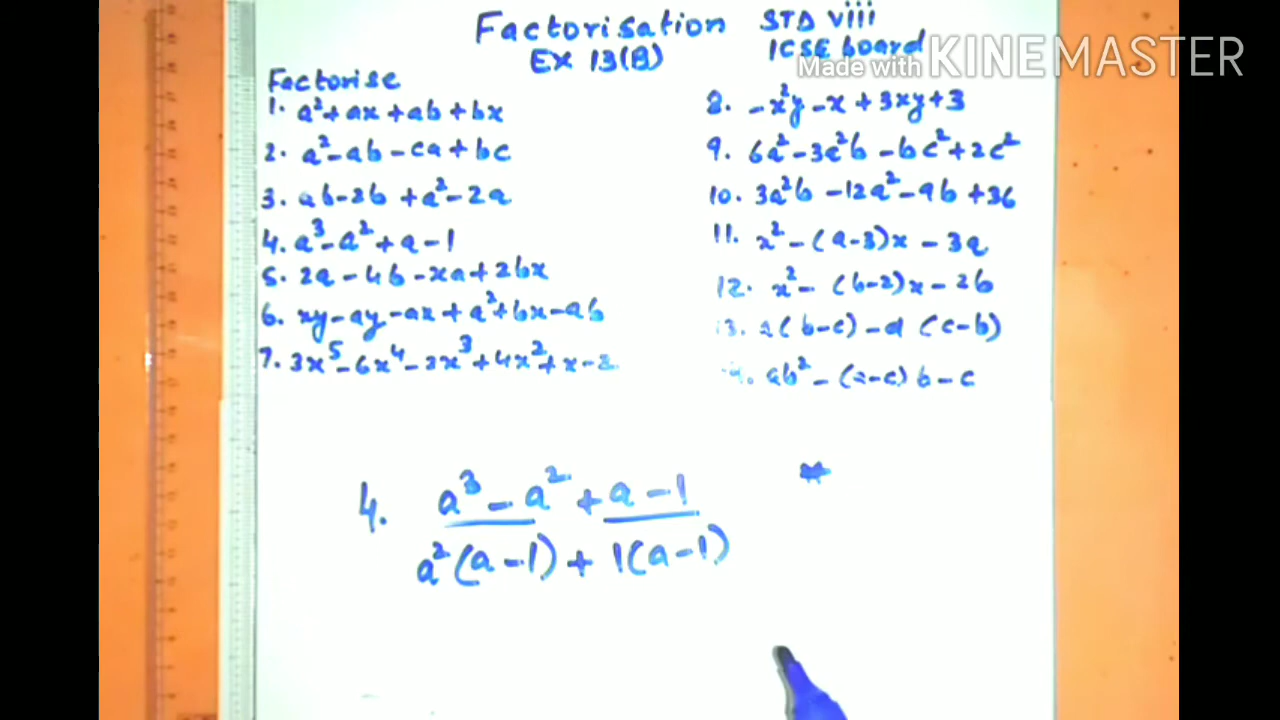 Factorisation STD viii
EX 13(B) ICSE board
Made with KINEMASTER
Factorise
1. a²+ax+ab+bx
2. a²-ab-ca+bc
3. ab-2b+a²-2a
4. a³-a²+a-1
5. 2a-4b-xa+2bx
6. xy-ay-ax+a²+bx-ab
7. 3x⁵-6x⁴-2x³+4x²+x-2
8. -x²y-x+3xy+3
9. 6a²-3a²b-bc²+2c²
10. 3a²b-12a²-9b+36
11. x²-(a-3)x-3a
12. x²-(b-2)x-2b
3. a(b-c)-d(c-b)
ab²-(a-c)b-c
4. a³-a²+a-1
a²(a-1)+1(a-1)